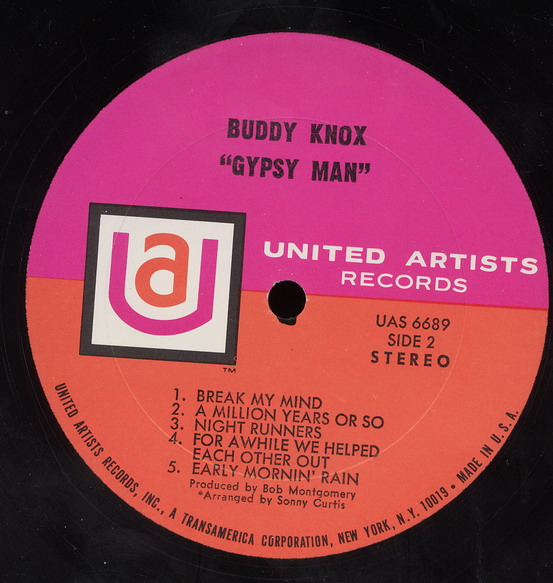 BUDDY KNOX
"GYPSY MAN"
ua
UNITED ARTISTS
RECORDS
UAS 6689
SIDE 2
STEREO
TM
1. BREAK MY MIND
2. A MILLION YEARS OR SO
3. NIGHT RUNNERS
4. FOR AWHILE WE HELPED
EACH OTHER OUT
5. EARLY MORNIN' RAIN
Produced by Bob Montgomery
*Arranged by Sonny Curtis
UNITED ARTISTS RECORDS, INC., A TRANSAMERICA CORPORATION, NEW YORK, N.Y. 10019 • MADE IN U.S.A.